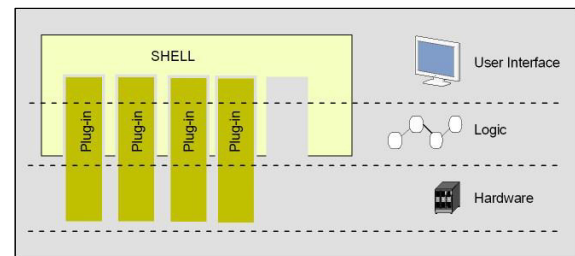 SHELL
User Interface
Plug-in
Plug-in
Plug-in
Plug-in
Logic
Hardware